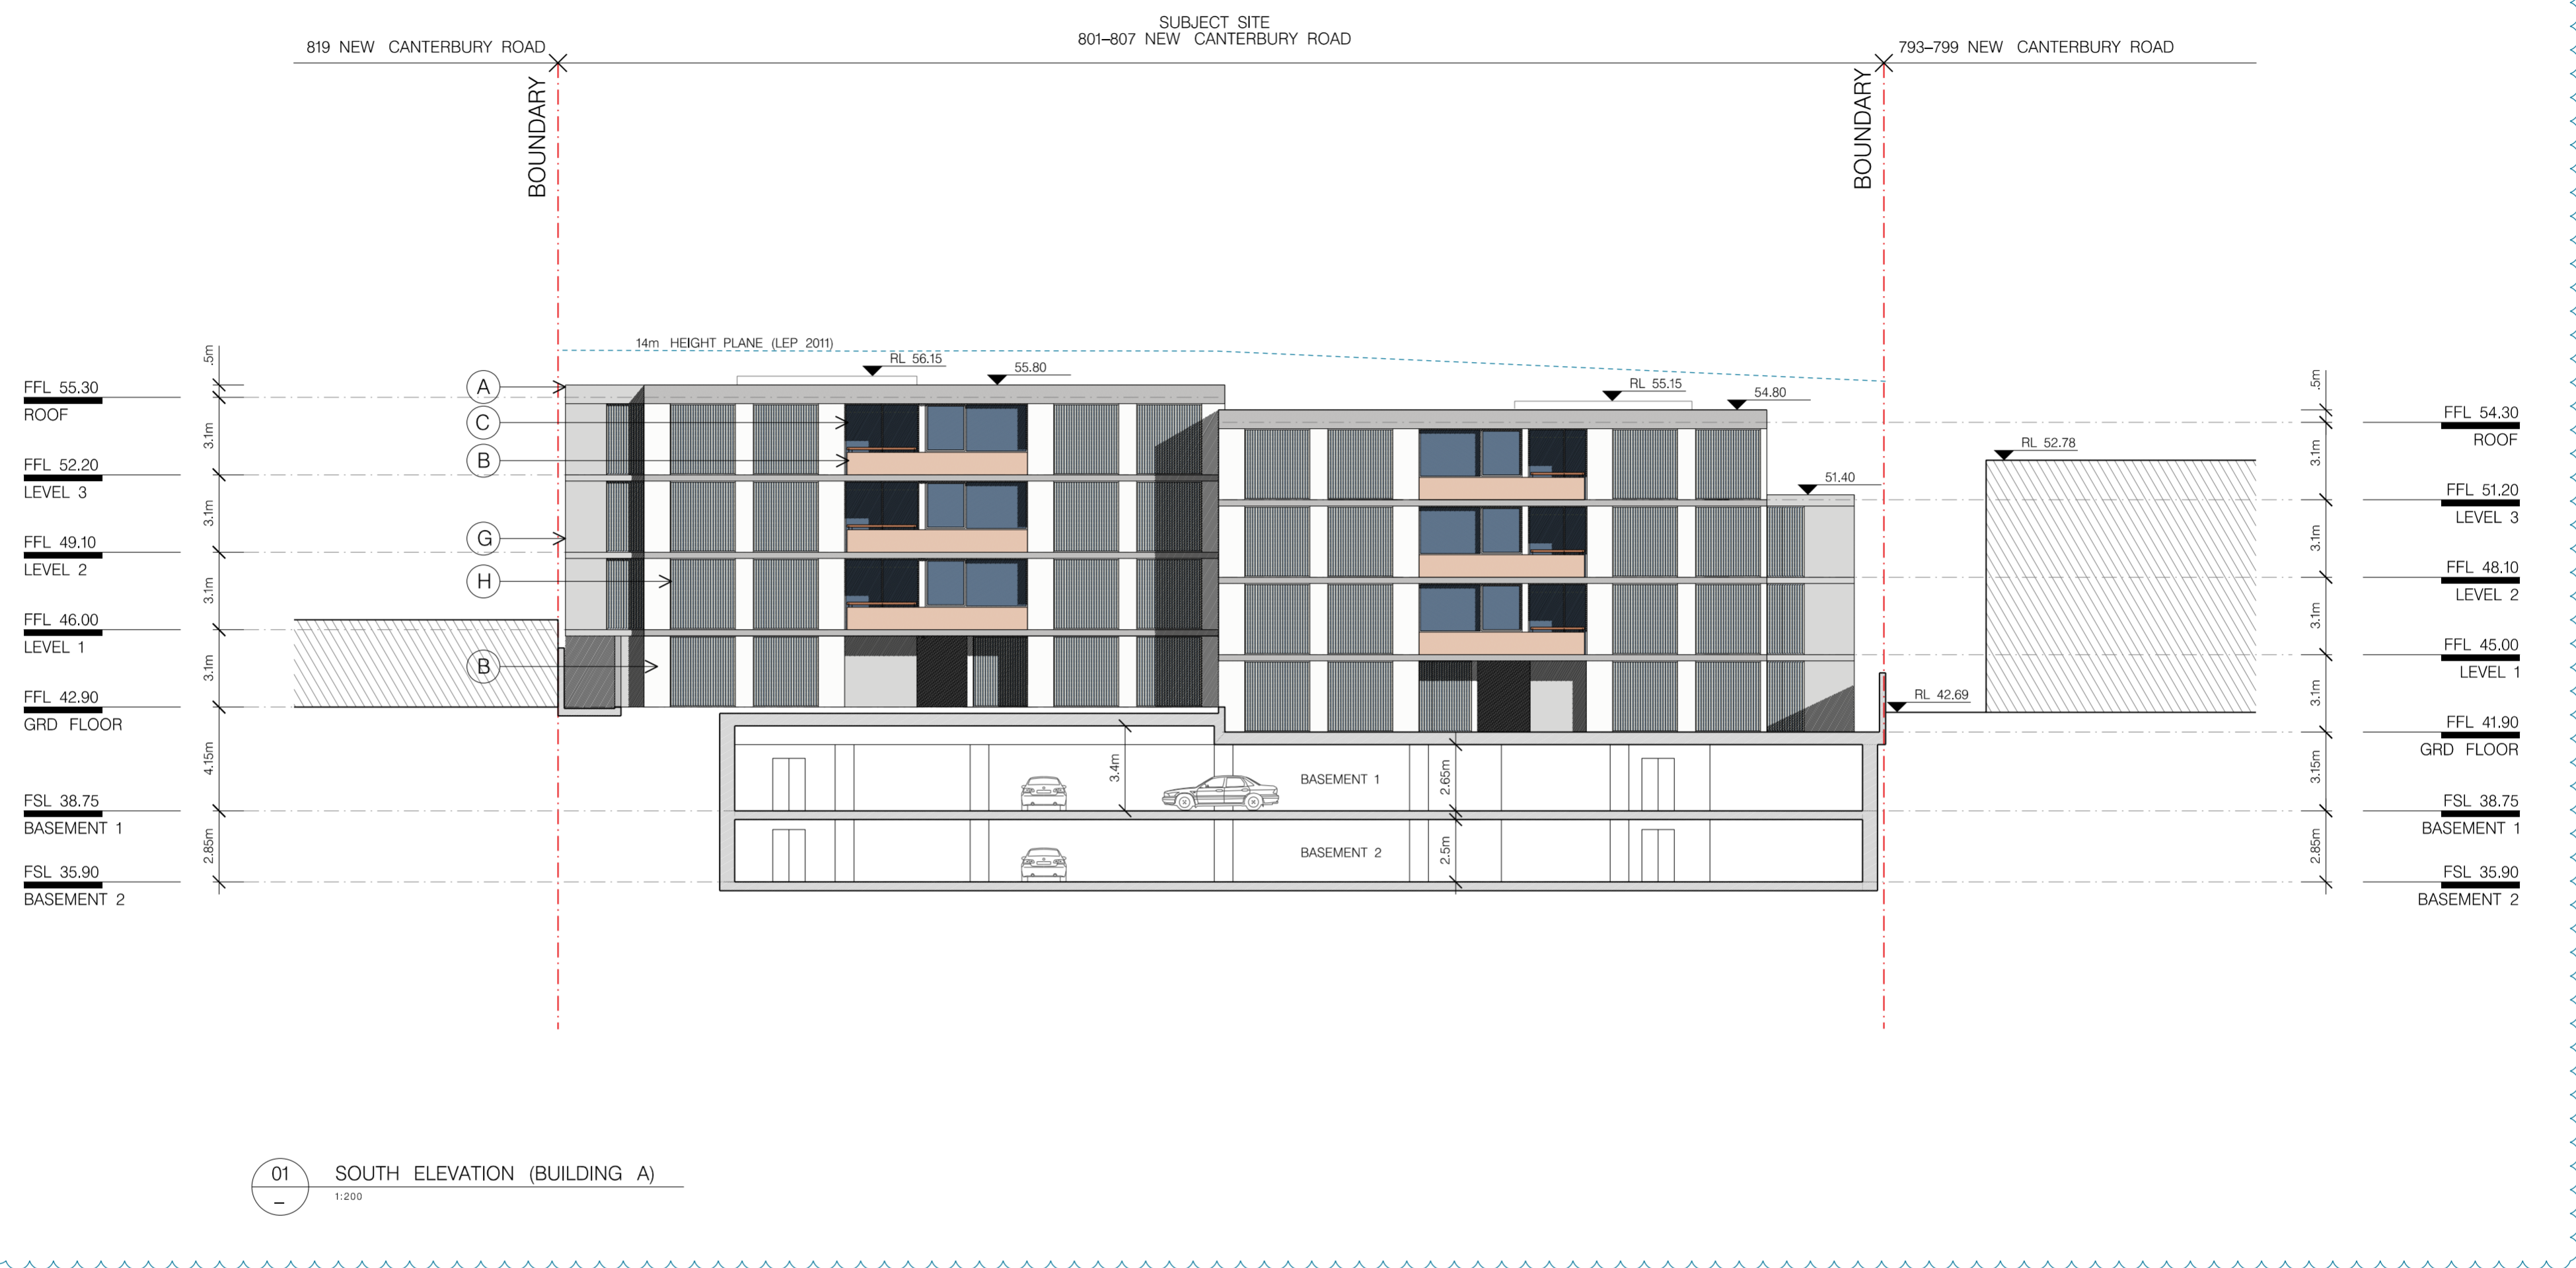 SUBJECT SITE
819 NEW CANTERBURY ROAD
801–807 NEW CANTERBURY ROAD
793–799 NEW CANTERBURY ROAD
BOUNDARY
BOUNDARY
14m HEIGHT PLANE (LEP 2011)
RL 56.15
55.80
RL 55.15
54.80
51.40
RL 52.78
RL 42.69
FFL 55.30
ROOF
FFL 52.20
LEVEL 3
FFL 49.10
LEVEL 2
FFL 46.00
LEVEL 1
FFL 42.90
GRD FLOOR
FSL 38.75
BASEMENT 1
FSL 35.90
BASEMENT 2
.5m
3.1m
3.1m
3.1m
3.1m
4.15m
2.85m
A
C
B
G
H
B
3.4m
BASEMENT 1
2.65m
BASEMENT 2
2.5m
.5m
3.1m
3.1m
3.1m
3.1m
3.15m
2.85m
FFL 54.30
ROOF
FFL 51.20
LEVEL 3
FFL 48.10
LEVEL 2
FFL 45.00
LEVEL 1
FFL 41.90
GRD FLOOR
FSL 38.75
BASEMENT 1
FSL 35.90
BASEMENT 2
01
–
SOUTH ELEVATION (BUILDING A)
1:200